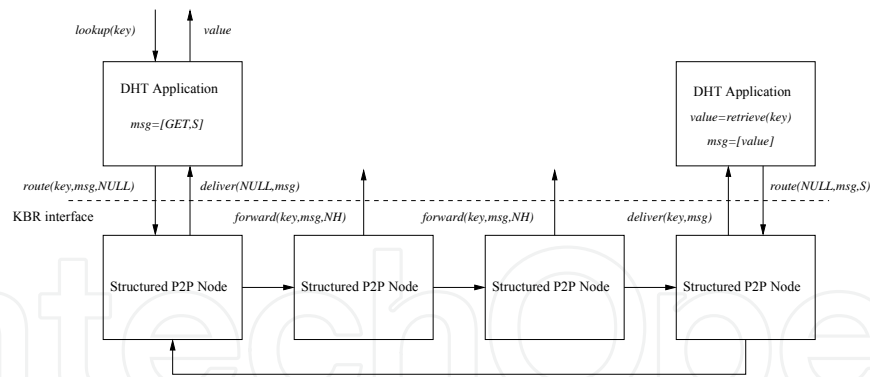 lookup(key)
value
DHT Application
msg=[GET,S]
DHT Application
value=retrieve(key)
msg=[value]
route(key,msg,NULL)
deliver(NULL,msg)
route(NULL,msg,S)
KBR interface
forward(key,msg,NH)
forward(key,msg,NH)
deliver(key,msg)
Structured P2P Node
Structured P2P Node
Structured P2P Node
Structured P2P Node
ntechOpe